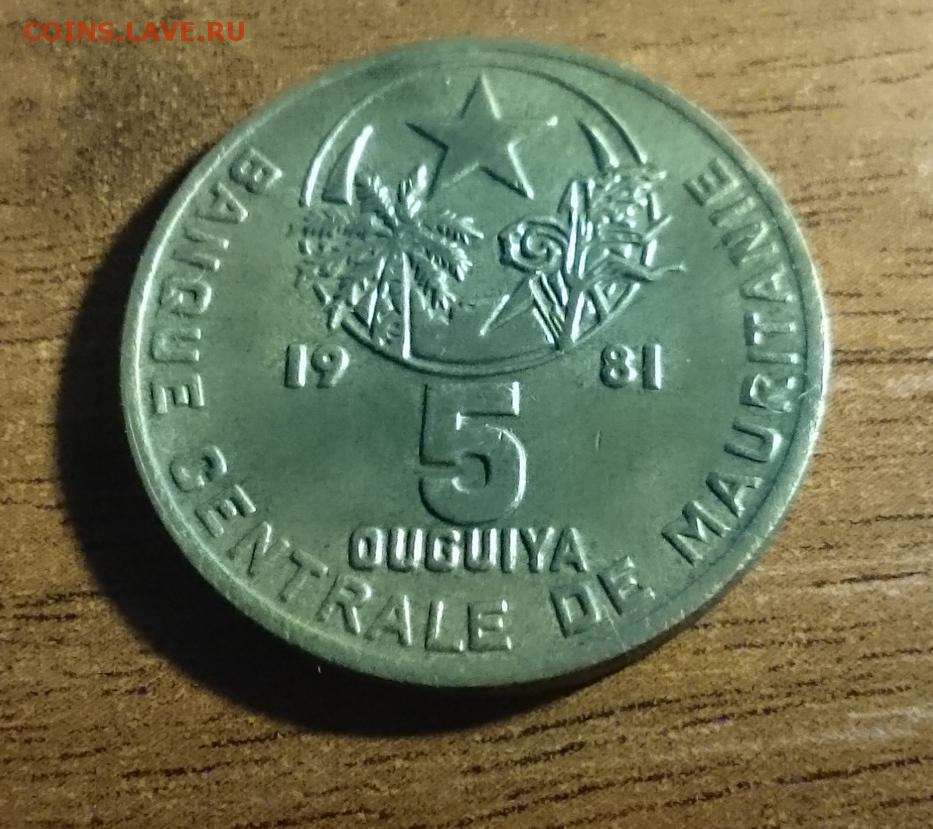 COINS.LAVE.RU
19 81
5
OUGUIYA
BANQUE CENTRALE DE MAURITANIE